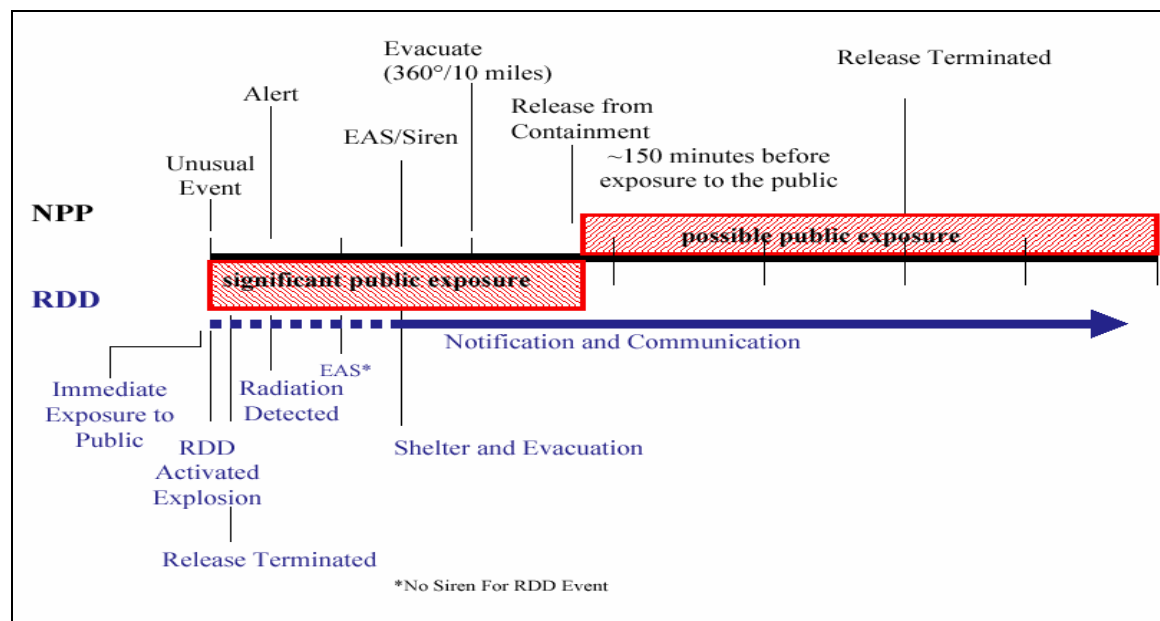 Evacuate
(360°/10 miles)
Release Terminated
Alert
Release from
Containment
EAS/Siren
~150 minutes before
exposure to the public
Unusual
Event
NPP
possible public exposure
significant public exposure
RDD
Notification and Communication
EAS*
Immediate
Exposure to
Public
Radiation
Detected
RDD
Activated
Explosion
Shelter and Evacuation
Release Terminated
*No Siren For RDD Event